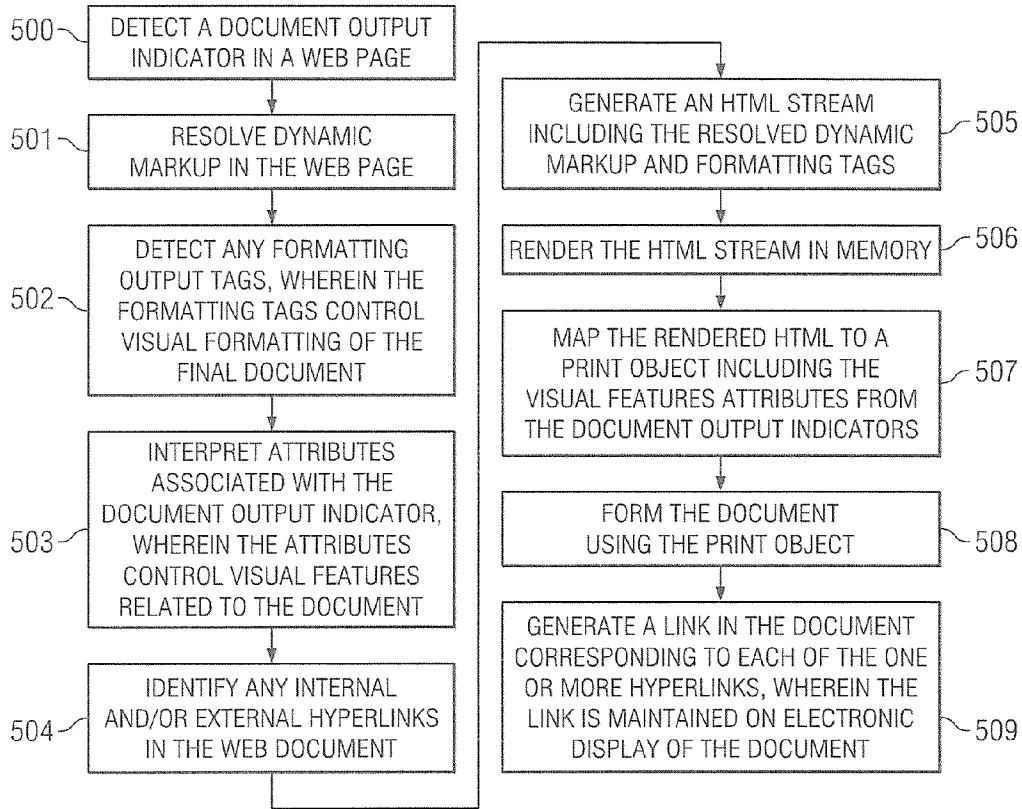 500
DETECT A DOCUMENT OUTPUT
INDICATOR IN A WEB PAGE
501
RESOLVE DYNAMIC
MARKUP IN THE WEB PAGE
502
DETECT ANY FORMATTING
OUTPUT TAGS, WHEREIN THE
FORMATTING TAGS CONTROL
VISUAL FORMATTING OF THE
FINAL DOCUMENT
503
INTERPRET ATTRIBUTES
ASSOCIATED WITH THE
DOCUMENT OUTPUT INDICATOR,
WHEREIN THE ATTRIBUTES
CONTROL VISUAL FEATURES
RELATED TO THE DOCUMENT
504
IDENTIFY ANY INTERNAL
AND/OR EXTERNAL HYPERLINKS
IN THE WEB DOCUMENT
GENERATE AN HTML STREAM
INCLUDING THE RESOLVED DYNAMIC
MARKUP AND FORMATTING TAGS
505
RENDER THE HTML STREAM IN MEMORY
506
MAP THE RENDERED HTML TO A
PRINT OBJECT INCLUDING THE
VISUAL FEATURES ATTRIBUTES FROM
THE DOCUMENT OUTPUT INDICATORS
507
FORM THE DOCUMENT
USING THE PRINT OBJECT
508
GENERATE A LINK IN THE DOCUMENT
CORRESPONDING TO EACH OF THE ONE
OR MORE HYPERLINKS, WHEREIN THE
LINK IS MAINTAINED ON ELECTRONIC
DISPLAY OF THE DOCUMENT
509